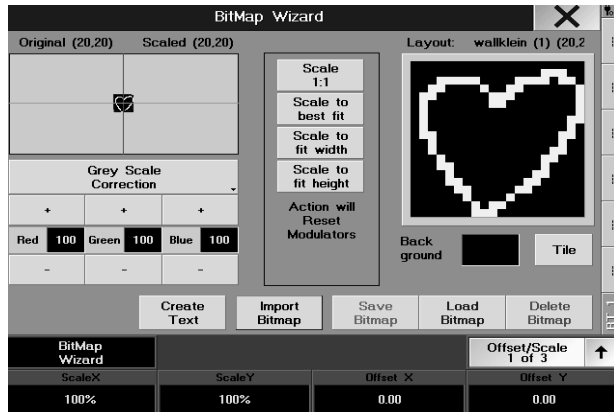 BitMap Wizard
Original (20,20) Scaled (20,20)
Layout: wallklein (1) (20,2
Scale
1:1
Scale to
best fit
Scale to
fit width
Scale to
fit height
Action will
Reset
Modulators
Grey Scale
Correction
+ + +
Red 100 Green 100 Blue 100
- - -
Back
ground
Tile
Create
Text
Import
Bitmap
Save
Bitmap
Load
Bitmap
Delete
Bitmap
BitMap
Wizard
Offset/Scale
1 of 3
ScaleX ScaleY Offset X Offset Y
100% 100% 0.00 0.00